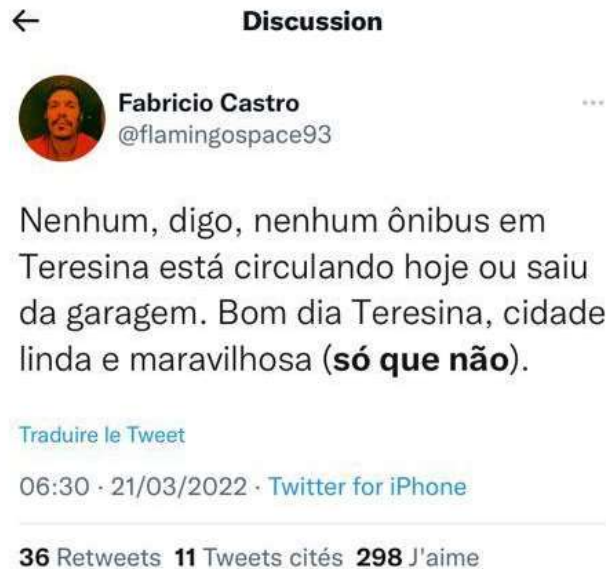 Discussion
Fabricio Castro
@flamingospace93
Nenhum, digo, nenhum ônibus em
Teresina está circulando hoje ou saiu
da garagem. Bom dia Teresina, cidade
linda e maravilhosa (só que não).
Traduire le Tweet
06:30 · 21/03/2022 · Twitter for iPhone
36 Retweets 11 Tweets cités 298 J'aime